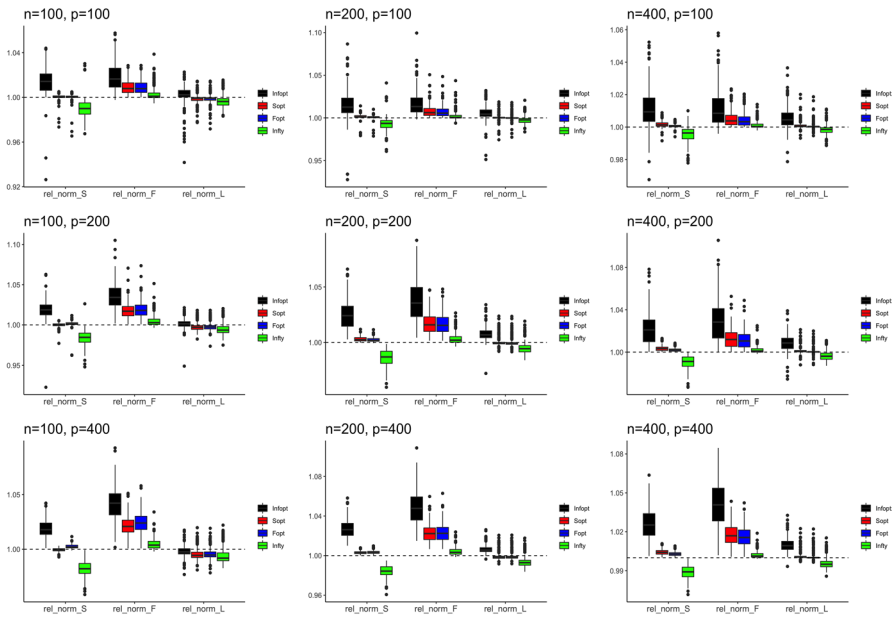 n=100, p=100
1.04
1.00
0.96
0.92
rel_norm_S rel_norm_F rel_norm_L
Infopt
Sopt
Fopt
Infty
n=200, p=100
1.10
1.05
1.00
0.95
rel_norm_S rel_norm_F rel_norm_L
Infopt
Sopt
Fopt
Infty
n=400, p=100
1.06
1.04
1.02
1.00
0.98
rel_norm_S rel_norm_F rel_norm_L
Infopt
Sopt
Fopt
Infty
n=100, p=200
1.10
1.05
1.00
0.95
rel_norm_S rel_norm_F rel_norm_L
Infopt
Sopt
Fopt
Infty
n=200, p=200
1.05
1.00
rel_norm_S rel_norm_F rel_norm_L
Infopt
Sopt
Fopt
Infty
n=400, p=200
1.08
1.04
1.00
rel_norm_S rel_norm_F rel_norm_L
Infopt
Sopt
Fopt
Infty
n=100, p=400
1.05
1.00
rel_norm_S rel_norm_F rel_norm_L
Infopt
Sopt
Fopt
Infty
n=200, p=400
1.08
1.04
1.00
0.96
rel_norm_S rel_norm_F rel_norm_L
Infopt
Sopt
Fopt
Infty
n=400, p=400
1.08
1.05
1.02
0.99
rel_norm_S rel_norm_F rel_norm_L
Infopt
Sopt
Fopt
Infty